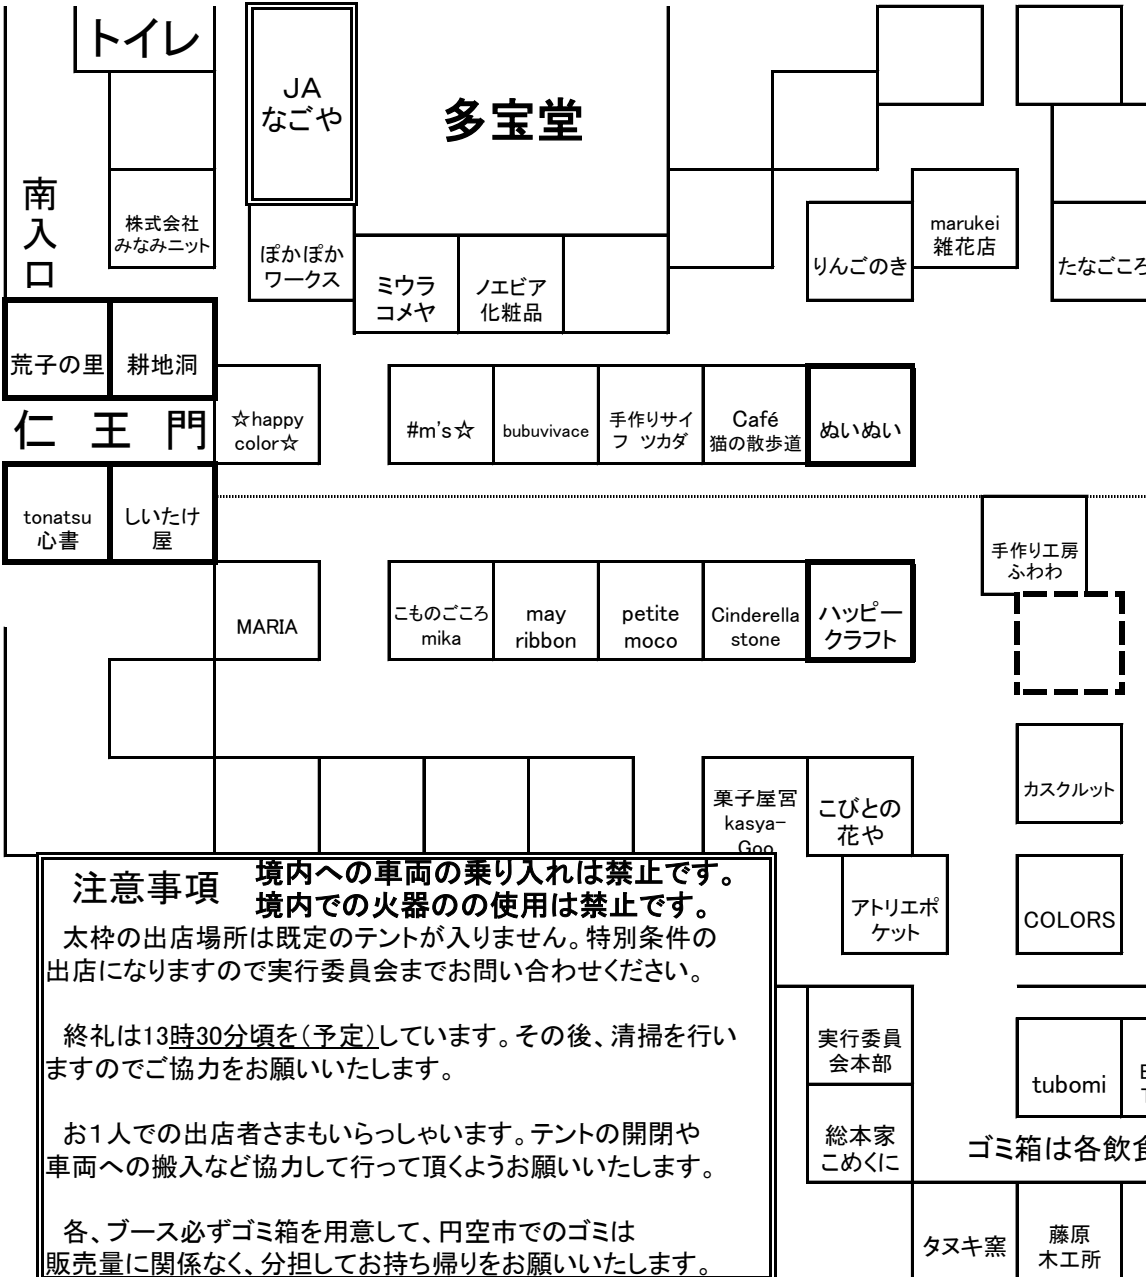 トイレ
JA
なごや
多宝堂
南入口
株式会社
みなみニット
ぽかぽか
ワークス
ミウラ
コメヤ
ノエビア
化粧品
りんごのき
marukei
雑花店
たなごころ
荒子の里
耕地洞
仁王門
☆happy
color☆
#m's☆
bubuvivace
手作りサイ
フ ツカダ
Café
猫の散歩道
ぬいぬい
tonatsu
心書
しいたけ
屋
手作り工房
ふわわ
MARIA
こものごころ
mika
may
ribbon
petite
moco
Cinderella
stone
ハッピー
クラフト
カスクルット
菓子屋宮
kasya-
Goo
こびとの
花や
アトリエポ
ケット
COLORS
注意事項
境内への車両の乗り入れは禁止です。
境内での火器のの使用は禁止です。
太枠の出店場所は既定のテントが入りません。特別条件の
出店になりますので実行委員会までお問い合わせください。
終礼は13時30分頃を(予定)しています。その後、清掃を行い
ますのでご協力をお願いいたします。
お1人での出店者さまもいらっしゃいます。テントの開閉や
車両への搬入など協力して行って頂くようお願いいたします。
各、ブース必ずゴミ箱を用意して、円空市でのゴミは
販売量に関係なく、分担してお持ち帰りをお願いいたします。
実行委員
会本部
tubomi
総本家
こめくに
ゴミ箱は各飲食
タヌキ窯
藤原
木工所